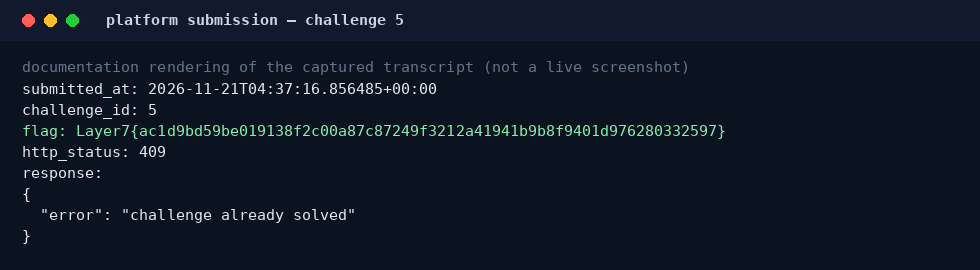 platform submission — challenge 5
documentation rendering of the captured transcript (not a live screenshot)
submitted_at: 2026-11-21T04:37:16.856485+00:00
challenge_id: 5
flag: Layer7{ac1d9bd59be019138f2c00a87c87249f3212a41941b9b8f9401d976280332597}
http_status: 409
response:
{
  "error": "challenge already solved"
}